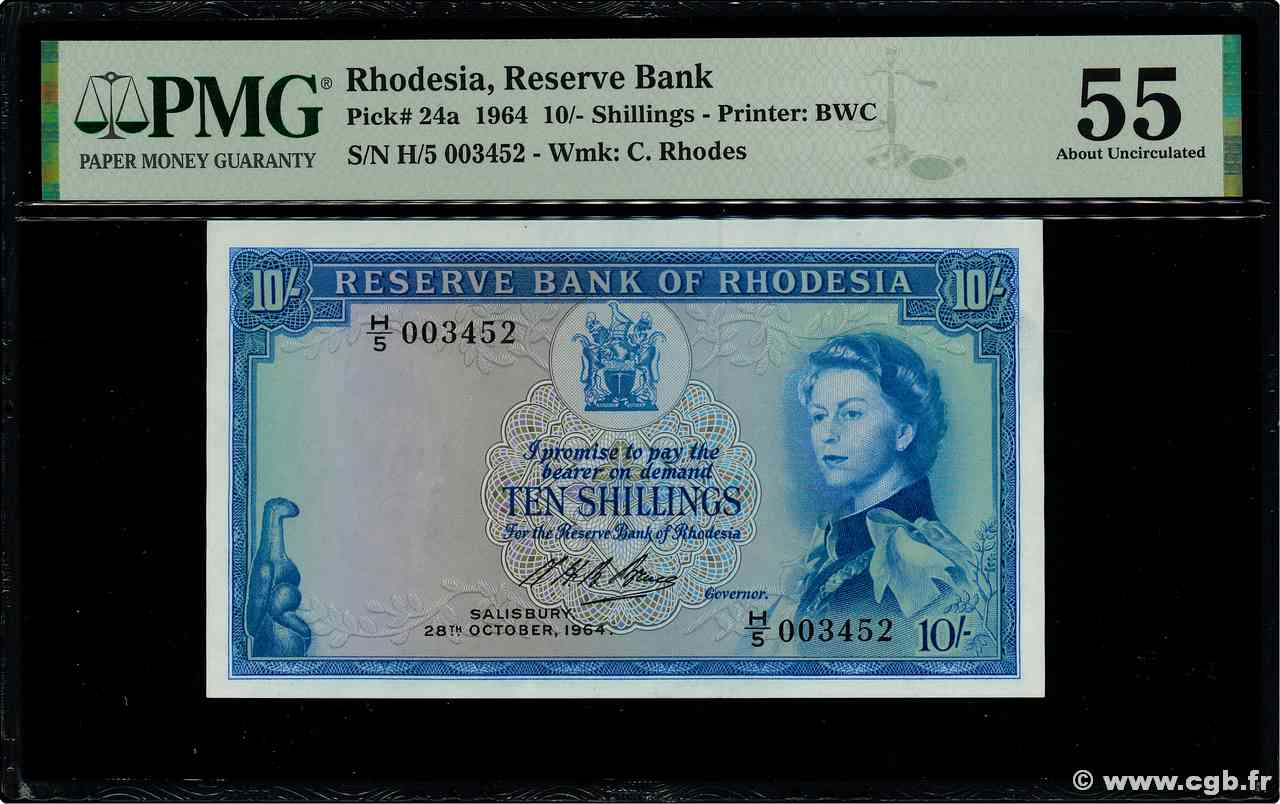 PMG®
PAPER MONEY GUARANTY
Rhodesia, Reserve Bank
Pick# 24a 1964 10/- Shillings - Printer: BWC
S/N H/5 003452 - Wmk: C. Rhodes
55
About Uncirculated
10/- RESERVE BANK OF RHODESIA 10/-
H/5 003452
I promise to pay the
bearer on demand
TEN SHILLINGS
For the Reserve Bank of Rhodesia
Governor.
SALISBURY,
28TH OCTOBER, 1964.
H/5 003452
10/-
© www.cgb.fr